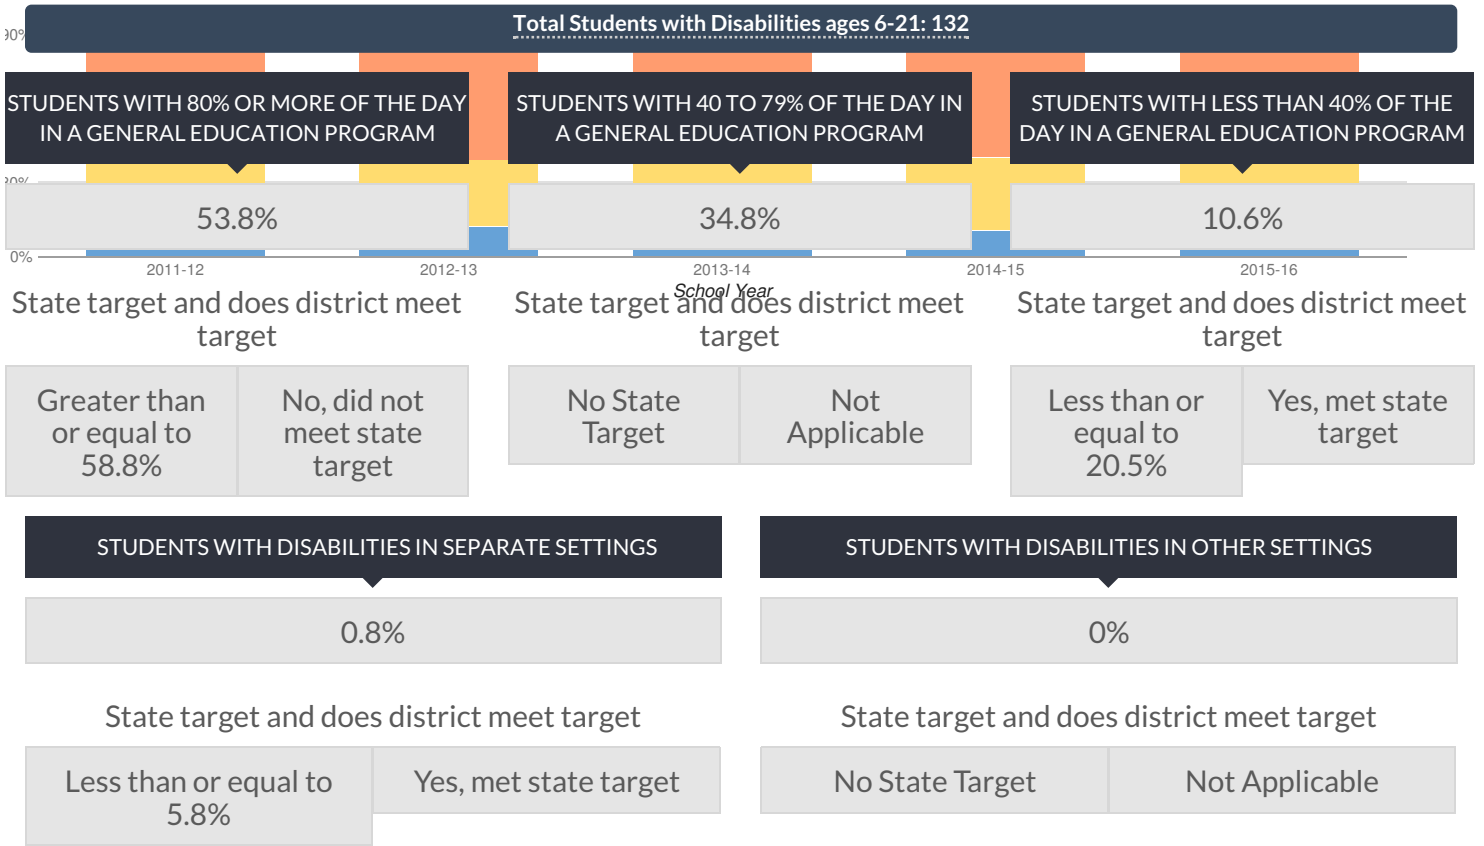 Total Students with Disabilities ages 6-21: 132
STUDENTS WITH 80% OR MORE OF THE DAY
IN A GENERAL EDUCATION PROGRAM
53.8%
STUDENTS WITH 40 TO 79% OF THE DAY IN
A GENERAL EDUCATION PROGRAM
34.8%
STUDENTS WITH LESS THAN 40% OF THE
DAY IN A GENERAL EDUCATION PROGRAM
10.6%
0%
2011-12
2012-13
2013-14
2014-15
2015-16
School Year
State target and does district meet
target
Greater than
or equal to
58.8%
No, did not
meet state
target
State target and does district meet
target
No State
Target
Not
Applicable
State target and does district meet
target
Less than or
equal to
20.5%
Yes, met state
target
STUDENTS WITH DISABILITIES IN SEPARATE SETTINGS
0.8%
State target and does district meet target
Less than or equal to
5.8%
Yes, met state target
STUDENTS WITH DISABILITIES IN OTHER SETTINGS
0%
State target and does district meet target
No State Target
Not Applicable